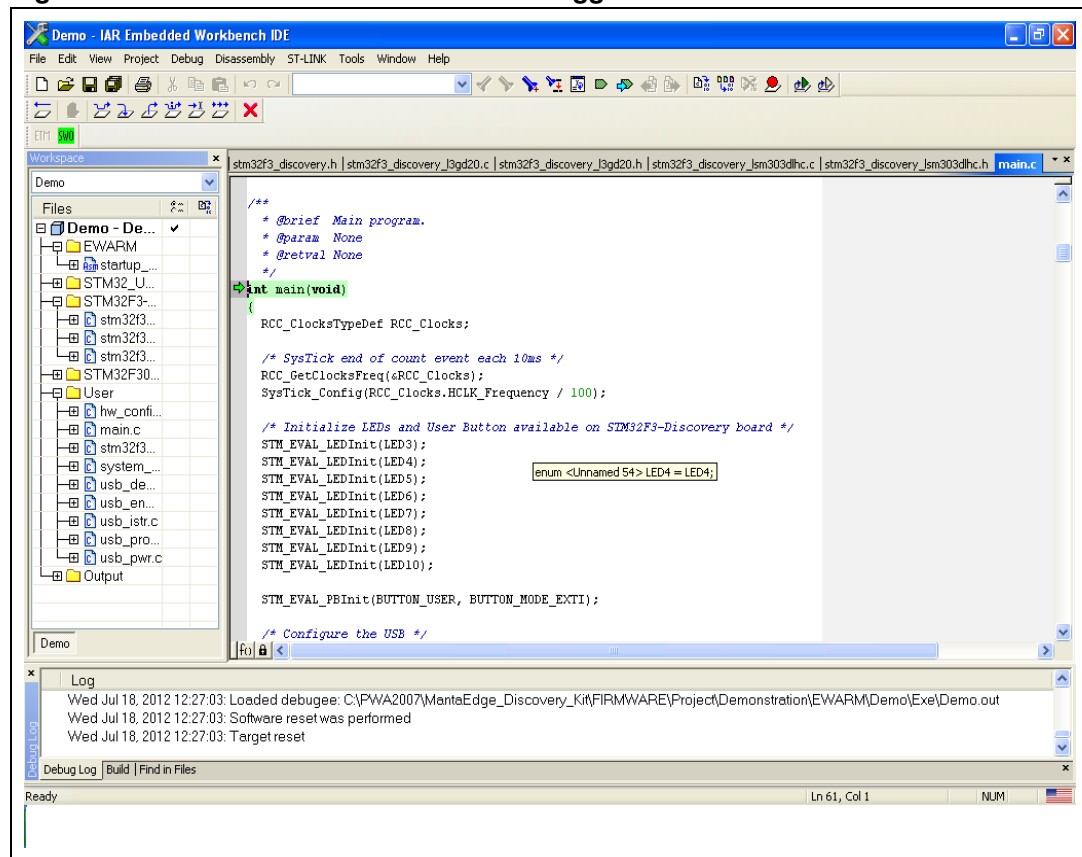 Demo - IAR Embedded Workbench IDE
File Edit View Project Debug Disassembly ST-LINK Tools Window Help
ETM SWO
Workspace
stm32f3_discovery.h | stm32f3_discovery_l3gd20.c | stm32f3_discovery_l3gd20.h | stm32f3_discovery_lsm303dlhc.c | stm32f3_discovery_lsm303dlhc.h main.c
Demo
Files
Demo - De...
EWARM
startup_...
STM32_U...
STM32F3-...
stm32f3...
stm32f3...
stm32f3...
STM32F30...
User
hw_confi...
main.c
stm32f3...
system_...
usb_de...
usb_en...
usb_istr.c
usb_pro...
usb_pwr.c
Output
Demo
/**
* @brief Main program.
* @param None
* @retval None
*/
int main(void)
{
RCC_ClocksTypeDef RCC_Clocks;
/* SysTick end of count event each 10ms */
RCC_GetClocksFreq(&RCC_Clocks);
SysTick_Config(RCC_Clocks.HCLK_Frequency / 100);
/* Initialize LEDs and User Button available on STM32F3-Discovery board */
STM_EVAL_LEDInit(LED3);
STM_EVAL_LEDInit(LED4);
STM_EVAL_LEDInit(LED5);
STM_EVAL_LEDInit(LED6);
STM_EVAL_LEDInit(LED7);
STM_EVAL_LEDInit(LED8);
STM_EVAL_LEDInit(LED9);
STM_EVAL_LEDInit(LED10);
enum <Unnamed 54> LED4 = LED4;
STM_EVAL_PBInit(BUTTON_USER, BUTTON_MODE_EXTI);
/* Configure the USB */
Log
Wed Jul 18, 2012 12:27:03: Loaded debugee: C:\PWA2007\MantaEdge_Discovery_Kit\FIRMWARE\Project\Demonstration\EWARM\Demo\Exe\Demo.out
Wed Jul 18, 2012 12:27:03: Software reset was performed
Wed Jul 18, 2012 12:27:03: Target reset
Debug Log
Debug Log Build | Find in Files
Ready Ln 61, Col 1 NUM